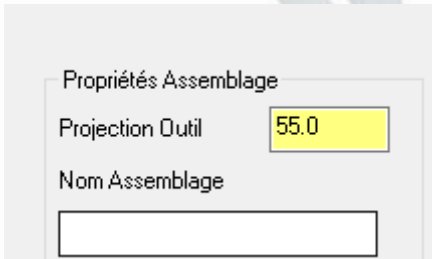 Propriétés Assemblage
Projection Outil 55.0
Nom Assemblage